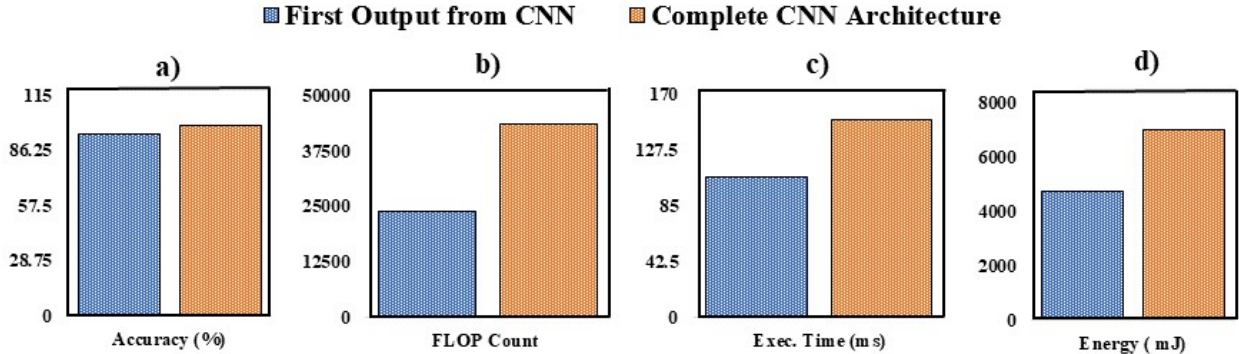 First Output from CNN Complete CNN Architecture
a)
115
86.25
57.5
28.75
0
Accuracy (%)
b)
50000
37500
25000
12500
0
FLOP Count
c)
170
127.5
85
42.5
0
Exec. Time (ms)
d)
8000
6000
4000
2000
0
Energy ( mJ)